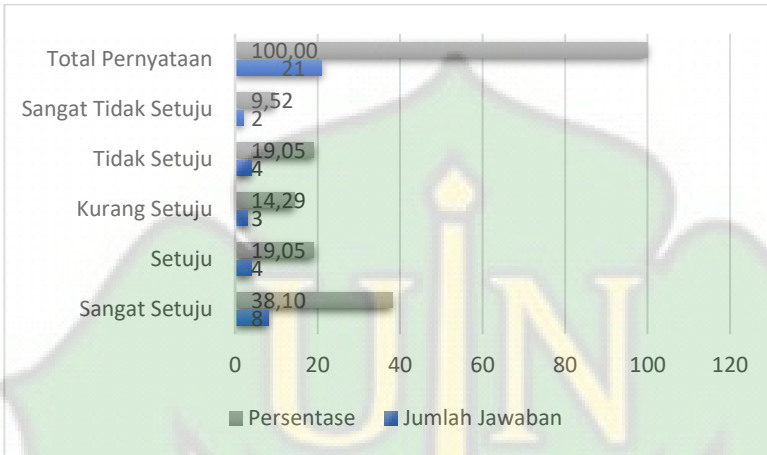 Total Pernyataan
100,00
21
Sangat Tidak Setuju
9,52
2
Tidak Setuju
19,05
4
Kurang Setuju
14,29
3
Setuju
19,05
4
Sangat Setuju
38,10
8
0 20 40 60 80 100 120
Persentase Jumlah Jawaban
UIN